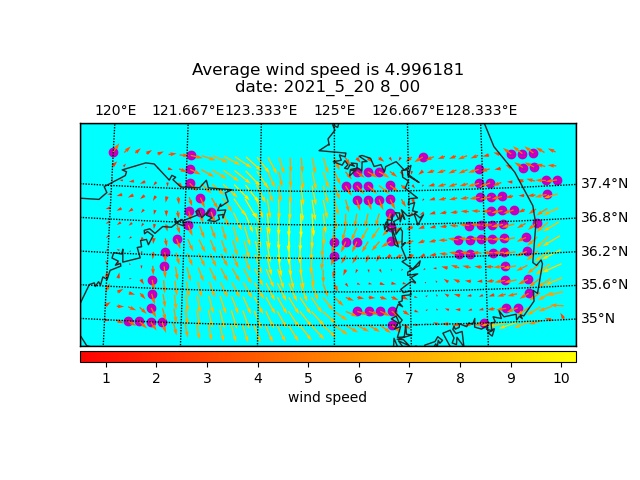 Average wind speed is 4.996181
date: 2021_5_20 8_00
120°E 121.667°E 123.333°E 125°E 126.667°E 128.333°E
37.4°N
36.8°N
36.2°N
35.6°N
35°N
1 2 3 4 5 6 7 8 9 10
wind speed